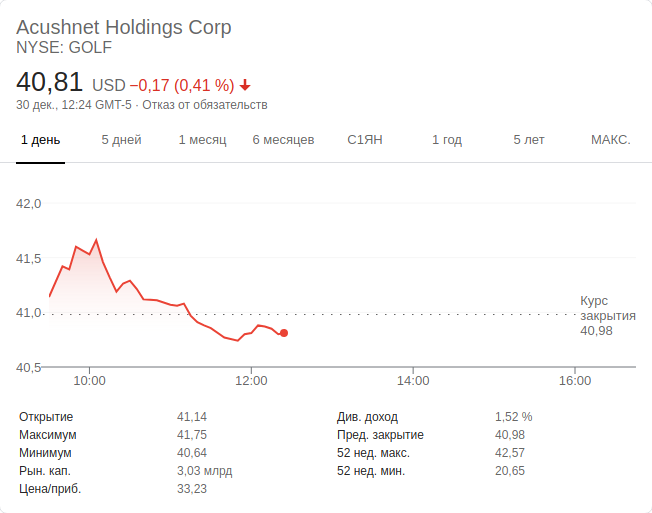 Acushnet Holdings Corp
NYSE: GOLF
40,81 USD −0,17 (0,41 %)
30 дек., 12:24 GMT-5 · Отказ от обязательств
1 день 5 дней 1 месяц 6 месяцев С1ЯН 1 год 5 лет МАКС.
42,0
41,5
41,0
40,5
Курс
закрытия
40,98
10:00 12:00 14:00 16:00
Открытие 41,14 Див. доход 1,52 %
Максимум 41,75 Пред. закрытие 40,98
Минимум 40,64 52 нед. макс. 42,57
Рын. кап. 3,03 млрд 52 нед. мин. 20,65
Цена/приб. 33,23